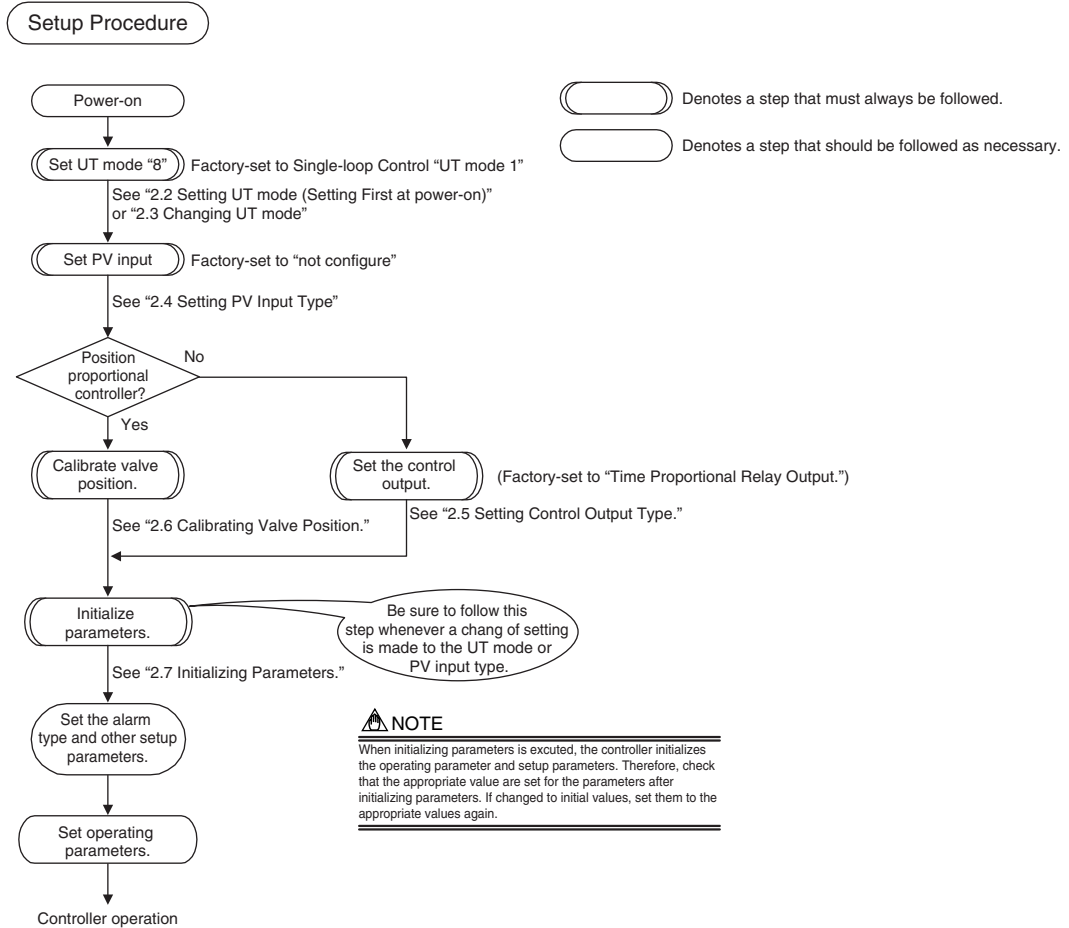 Setup Procedure
Power-on
Denotes a step that must always be followed.
Denotes a step that should be followed as necessary.
Set UT mode “8”
Factory-set to Single-loop Control “UT mode 1”
See “2.2 Setting UT mode (Setting First at power-on)”
or “2.3 Changing UT mode”
Set PV input
Factory-set to “not configure”
See “2.4 Setting PV Input Type”
Position
proportional
controller?
No
Yes
Calibrate valve
position.
Set the control
output.
(Factory-set to “Time Proportional Relay Output.”)
See “2.6 Calibrating Valve Position.”
See “2.5 Setting Control Output Type.”
Initialize
parameters.
Be sure to follow this
step whenever a chang of setting
is made to the UT mode or
PV input type.
See “2.7 Initializing Parameters.”
Set the alarm
type and other setup
parameters.
NOTE
When initializing parameters is excuted, the controller initializes
the operating parameter and setup parameters. Therefore, check
that the appropriate value are set for the parameters after
initializing parameters. If changed to initial values, set them to the
appropriate values again.
Set operating
parameters.
Controller operation